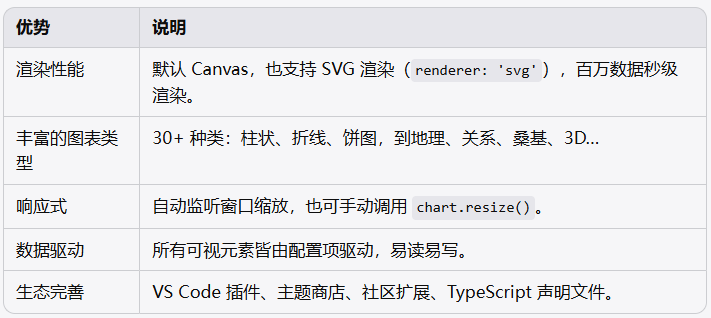 优势 说明
渲染性能 默认 Canvas，也支持 SVG 渲染（renderer: 'svg'），百万数据秒级
渲染。
丰富的图表类 30+ 种类：柱状、折线、饼图，到地理、关系、桑基、3D...
型
响应式 自动监听窗口缩放，也可手动调用 chart.resize()。
数据驱动 所有可视元素皆由配置项驱动，易读易写。
生态完善 VS Code 插件、主题商店、社区扩展、TypeScript 声明文件。